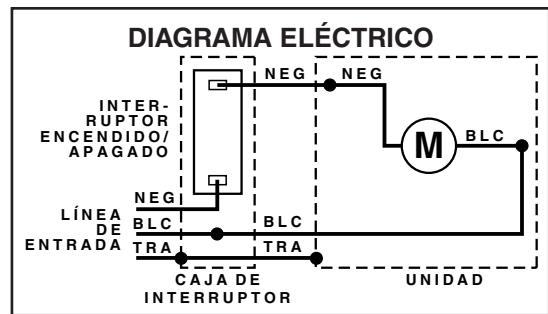 DIAGRAMA ELÉCTRICO
NEG
NEG
INTER-
RUPTOR
ENCENDIDO/
APAGADO
M
BLC
NEG
LÍNEA
DE
ENTRADA
BLC
BLC
TRA
TRA
CAJA DE
INTERRUPTOR
UNIDAD